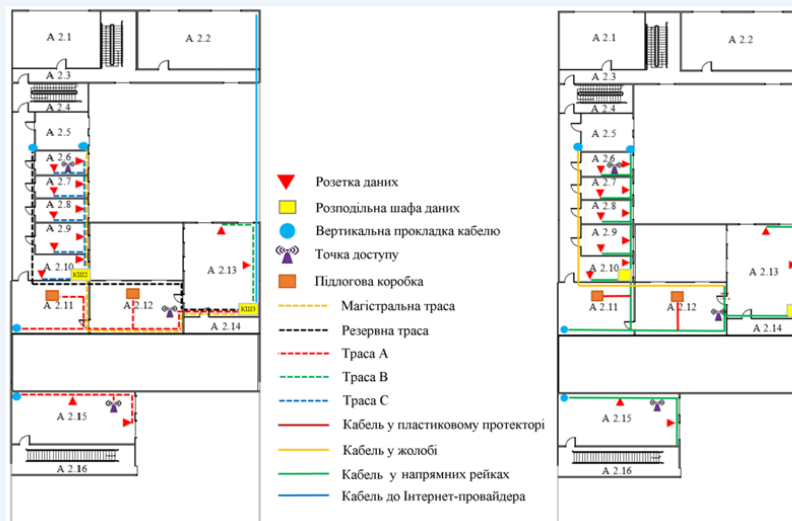 A 2.1
A 2.2
A 2.3
A 2.4
A 2.5
A 2.6
A 2.7
A 2.8
A 2.9
A 2.10
КШ2
A 2.11
A 2.12
A 2.13
КШ3
A 2.14
A 2.15
A 2.16
Розетка даних
Розподільна шафа даних
Вертикальна прокладка кабелю
Точка доступу
Підлогова коробка
Магістральна траса
Резервна траса
Траса A
Траса B
Траса C
Кабель у пластиковому протекторі
Кабель у жолобі
Кабель у напрямних рейках
Кабель до Інтернет-провайдера
A 2.1
A 2.2
A 2.3
A 2.4
A 2.5
A 2.6
A 2.7
A 2.8
A 2.9
A 2.10
A 2.11
A 2.12
A 2.13
A 2.14
A 2.15
A 2.16